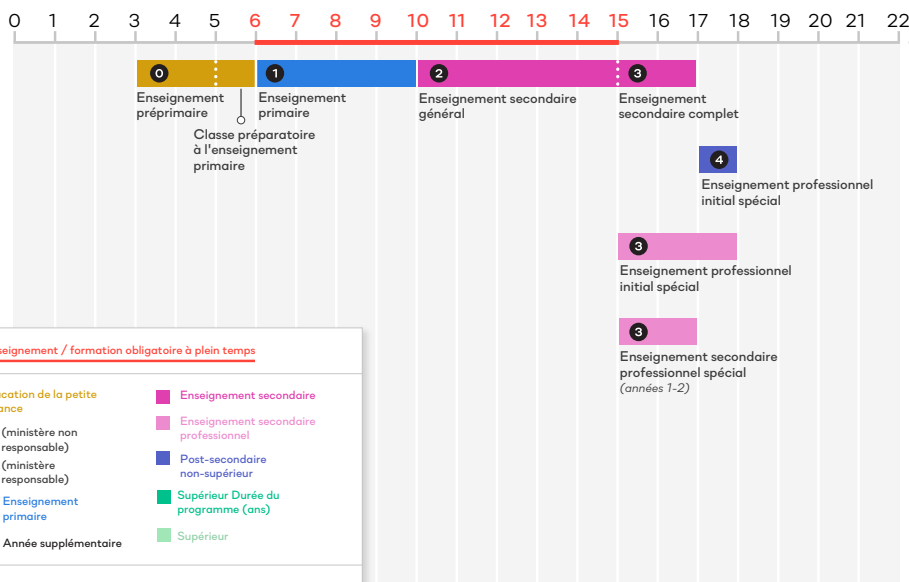 0 1 2 3 4 5 6 7 8 9 10 11 12 13 14 15 16 17 18 19 20 21 22
0
1
2
3
Enseignement
préprimaire
Enseignement
primaire
Enseignement secondaire
général
Enseignement
secondaire complet
Classe préparatoire
à l'enseignement
primaire
4
Enseignement professionnel
initial spécial
3
Enseignement professionnel
initial spécial
3
Enseignement secondaire
professionnel spécial
(années 1-2)
seignement / formation obligatoire à plein temps
cation de la petite
ance
(ministère non
responsable)
(ministère
responsable)
Enseignement
primaire
Année supplémentaire
Enseignement secondaire
Enseignement secondaire
professionnel
Post-secondaire
non-supérieur
Supérieur Durée du
programme (ans)
Supérieur